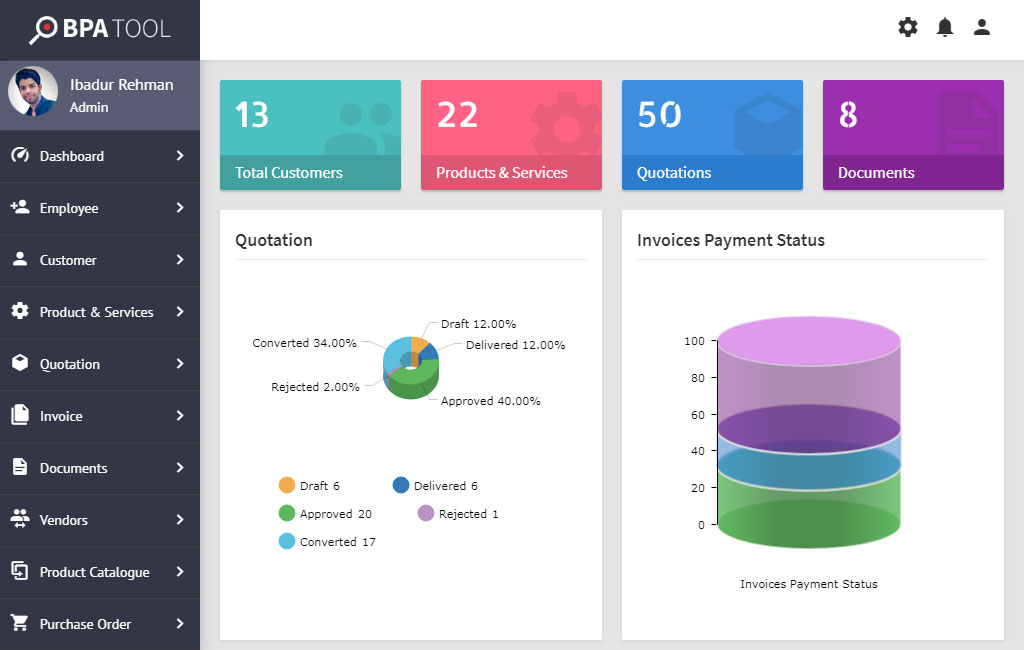 BPA TOOL
Ibadur Rehman
Admin
Dashboard
Employee
Customer
Product & Services
Quotation
Invoice
Documents
Vendors
Product Catalogue
Purchase Order
13
Total Customers
22
Products & Services
50
Quotations
8
Documents
Quotation
Draft 12.00%
Converted 34.00%
Delivered 12.00%
Rejected 2.00%
Approved 40.00%
Draft 6
Delivered 6
Approved 20
Rejected 1
Converted 17
Invoices Payment Status
100
80
60
40
20
0
Invoices Payment Status